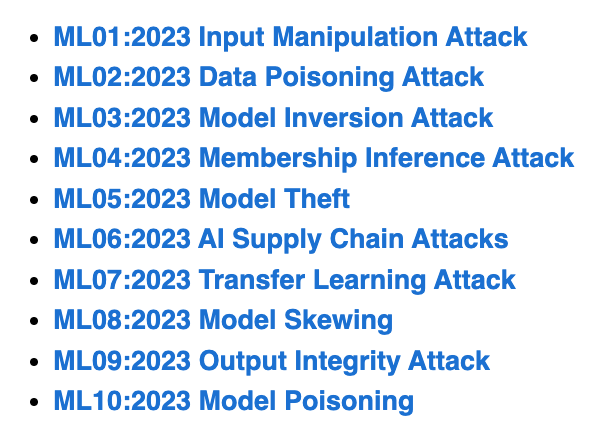 ML01:2023 Input Manipulation Attack
ML02:2023 Data Poisoning Attack
ML03:2023 Model Inversion Attack
ML04:2023 Membership Inference Attack
ML05:2023 Model Theft
ML06:2023 AI Supply Chain Attacks
ML07:2023 Transfer Learning Attack
ML08:2023 Model Skewing
ML09:2023 Output Integrity Attack
ML10:2023 Model Poisoning